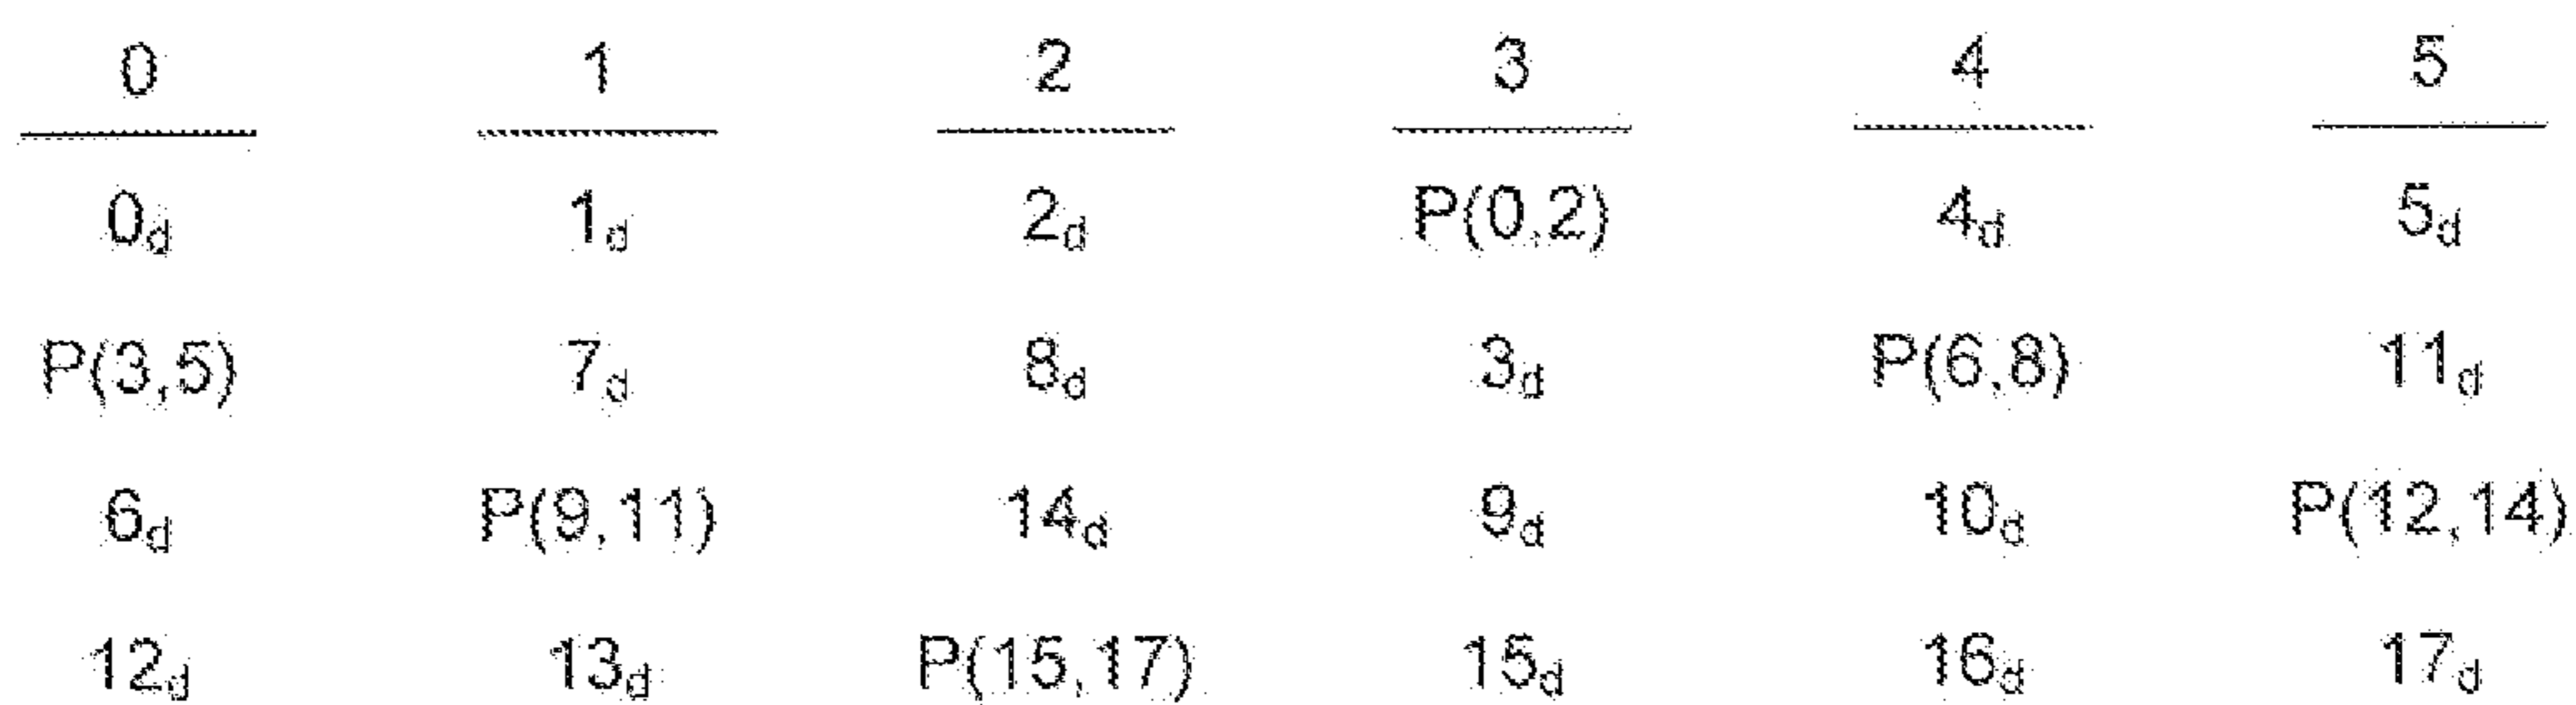 0 1 2 3 4 5
0d 1d 2d P(0,2) 4d 5d
P(3,5) 7d 8d 3d P(6,8) 11d
6d P(9,11) 14d 9d 10d P(12,14)
12d 13d P(15,17) 15d 16d 17d